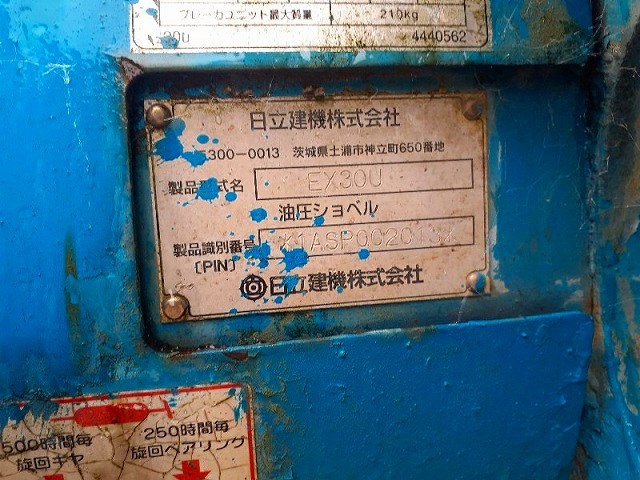 ブレーカユニット最大質量 210Kg
30U 4440562
日立建機株式会社
300-0013 茨城県土浦市神立町650番地
製品型式名 EX30U
油圧ショベル
製品識別番号
〔PIN〕
日立建機株式会社
500時間毎 250時間毎
旋回ギヤ 旋回ベアリング